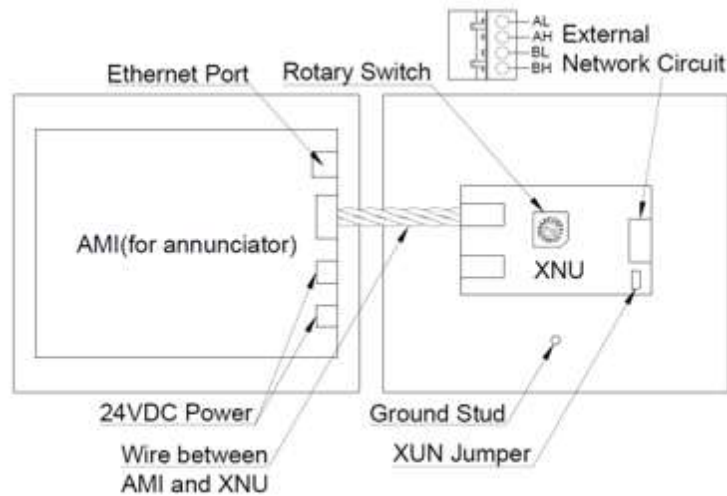 AL
AH
BL
BH
External
Network Circuit
Ethernet Port
Rotary Switch
AMI(for annunciator)
XNU
24VDC Power
Ground Stud
Wire between
AMI and XNU
XUN Jumper